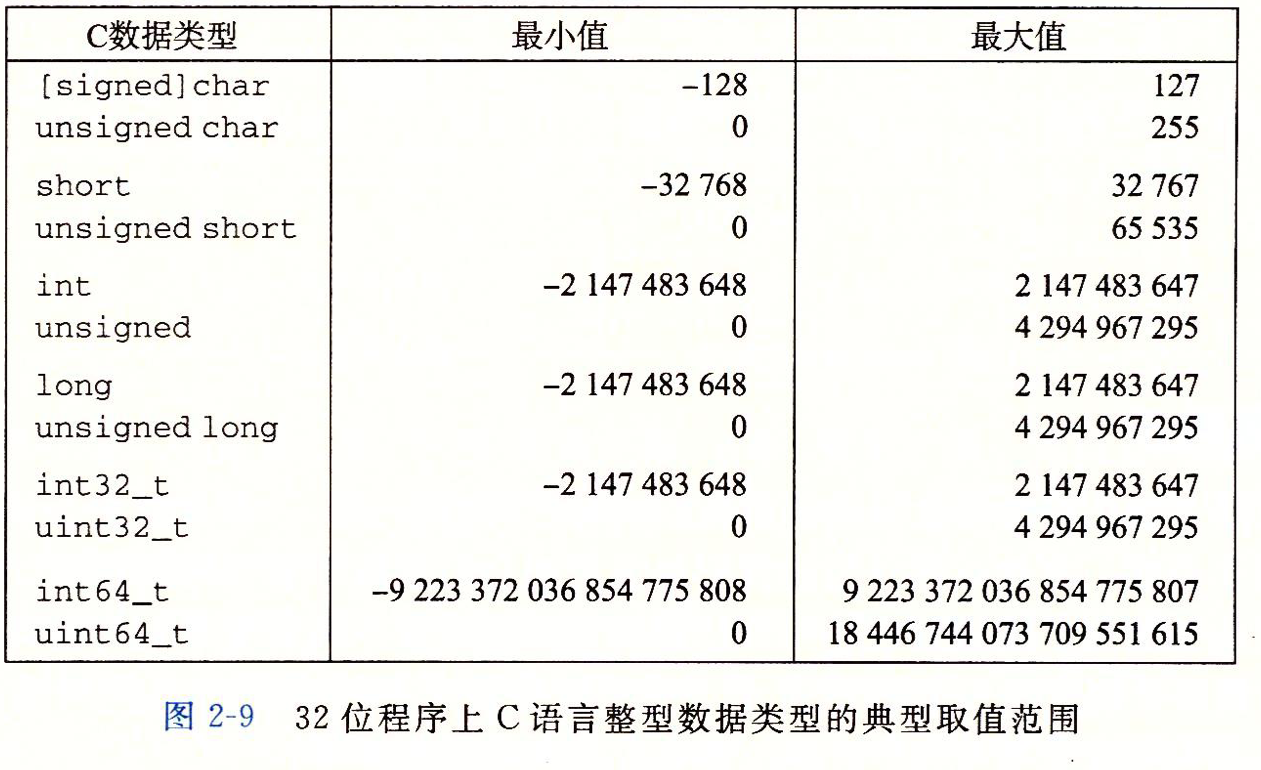 C数据类型 最小值 最大值
[signed]char -128 127
unsigned char 0 255
short -32 768 32 767
unsigned short 0 65 535
int -2 147 483 648 2 147 483 647
unsigned 0 4 294 967 295
long -2 147 483 648 2 147 483 647
unsigned long 0 4 294 967 295
int32_t -2 147 483 648 2 147 483 647
uint32_t 0 4 294 967 295
int64_t -9 223 372 036 854 775 808 9 223 372 036 854 775 807
uint64_t 0 18 446 744 073 709 551 615
图 2-9 32 位程序上 C 语言整型数据类型的典型取值范围